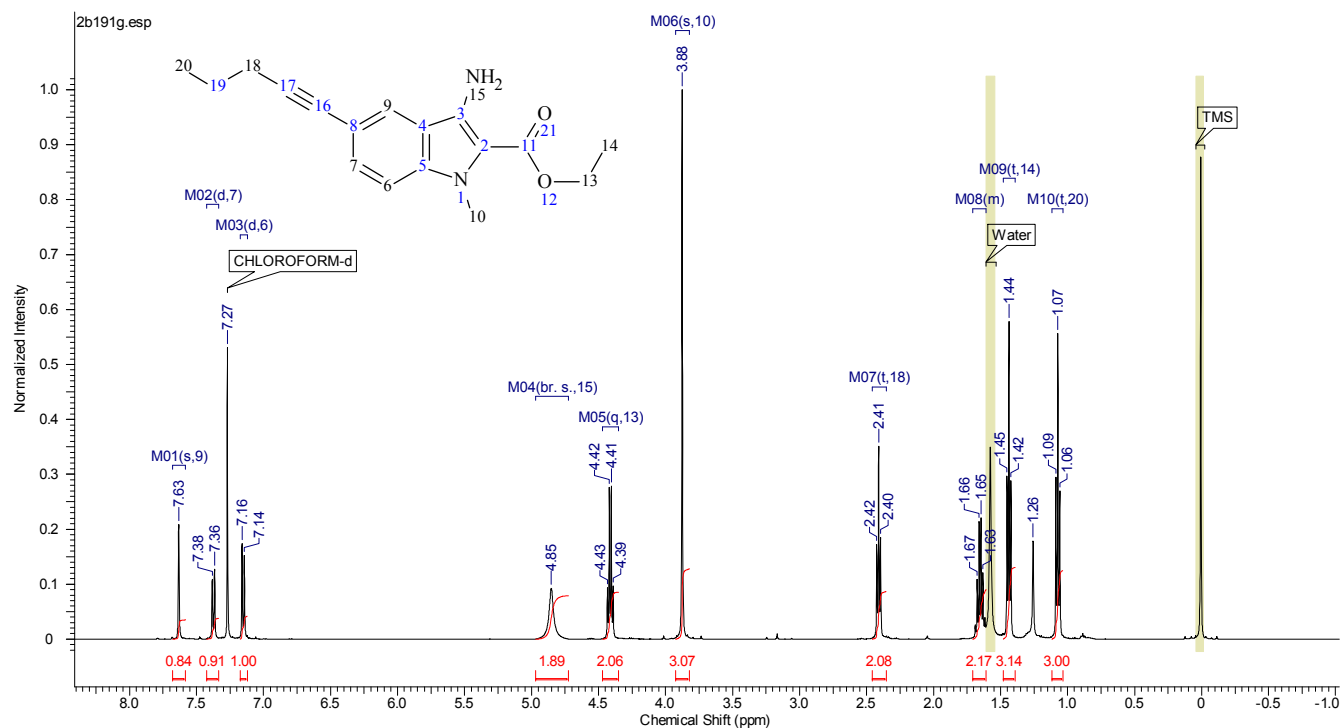 2b191g.esp
M06(s,10)
3.88
20
18
17
19
16
NH2
15
9
3
O
21
8
4
2
11
14
7
5
6
N
1
O
12
13
10
TMS
M02(d,7)
M03(d,6)
CHLOROFORM-d
M09(t,14)
M08(m)
M10(t,20)
Water
7.27
1.44
1.07
M04(br. s.,15)
M05(q,13)
M07(t,18)
M01(s,9)
7.63
7.38
7.36
7.16
7.14
4.85
4.43
4.42
4.41
4.39
2.42
2.41
2.40
1.67
1.66
1.65
1.63
1.45
1.42
1.26
1.09
1.06
Normalized Intensity
1.0
0.9
0.8
0.7
0.6
0.5
0.4
0.3
0.2
0.1
0
0.84 0.91 1.00 1.89 2.06 3.07 2.08 2.17 3.14 3.00
8.0 7.5 7.0 6.5 6.0 5.5 5.0 4.5 4.0 3.5 3.0 2.5 2.0 1.5 1.0 0.5 0 -0.5 -1.0
Chemical Shift (ppm)